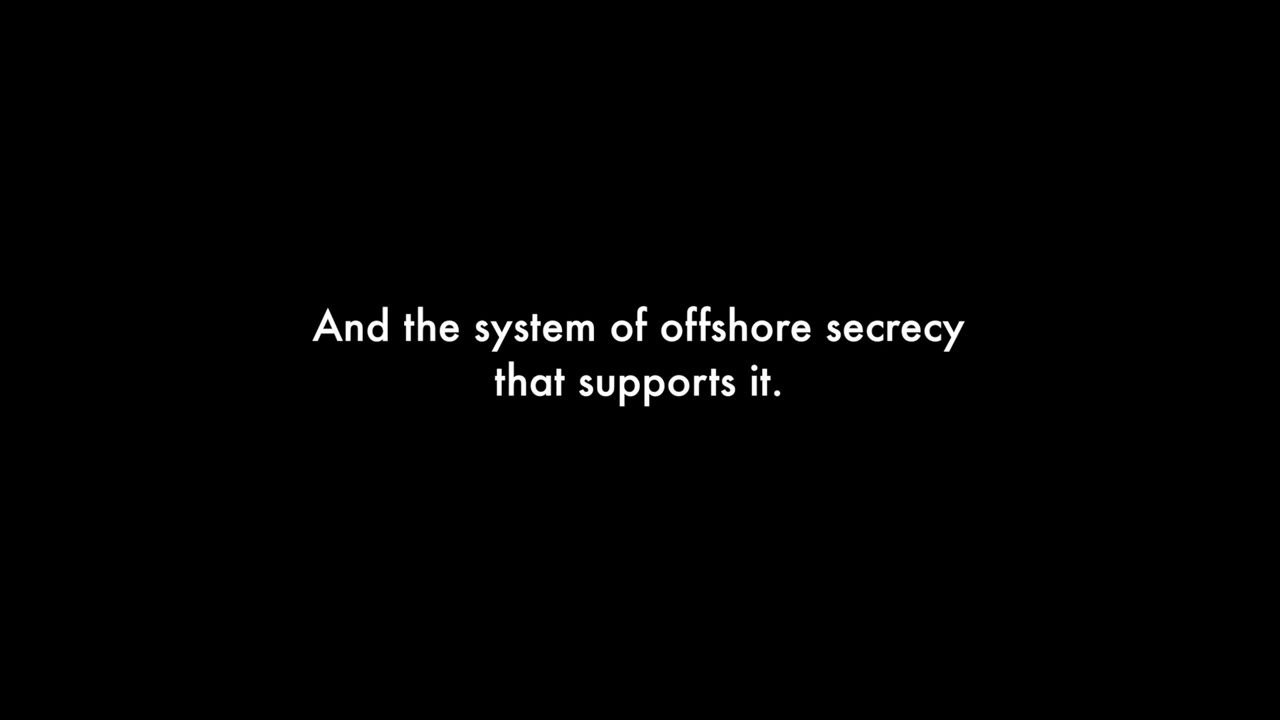 And the system of offshore secrecy
that supports it.